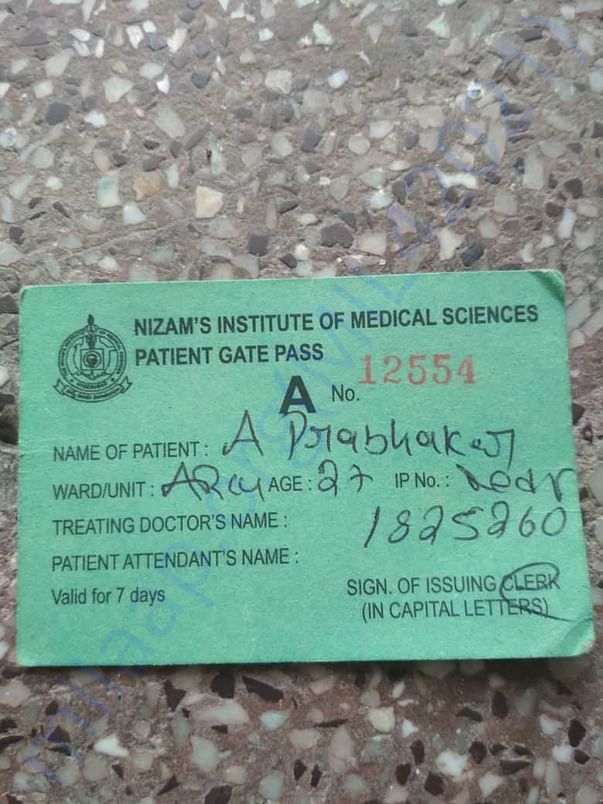 NIZAM'S INSTITUTE OF MEDICAL SCIENCES
PATIENT GATE PASS
A No. 12554
NAME OF PATIENT : A Prabhakar
WARD/UNIT : ARCU AGE : 27 IP No. :
TREATING DOCTOR'S NAME : 1825260
PATIENT ATTENDANT'S NAME :
Valid for 7 days
SIGN. OF ISSUING CLERK
(IN CAPITAL LETTERS)